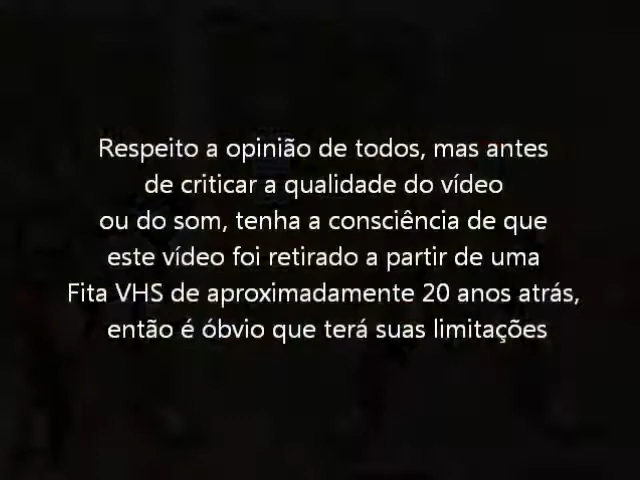 Respeito a opinião de todos, mas antes
de criticar a qualidade do vídeo
ou do som, tenha a consciência de que
este vídeo foi retirado a partir de uma
Fita VHS de aproximadamente 20 anos atrás,
então é óbvio que terá suas limitações